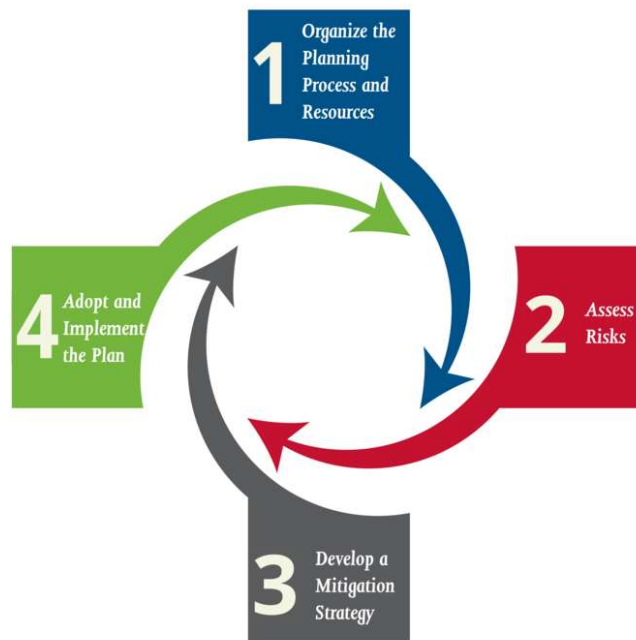 1
Organize the
Planning
Process and
Resources
2
Assess
Risks
3
Develop a
Mitigation
Strategy
4
Adopt and
Implement
the Plan